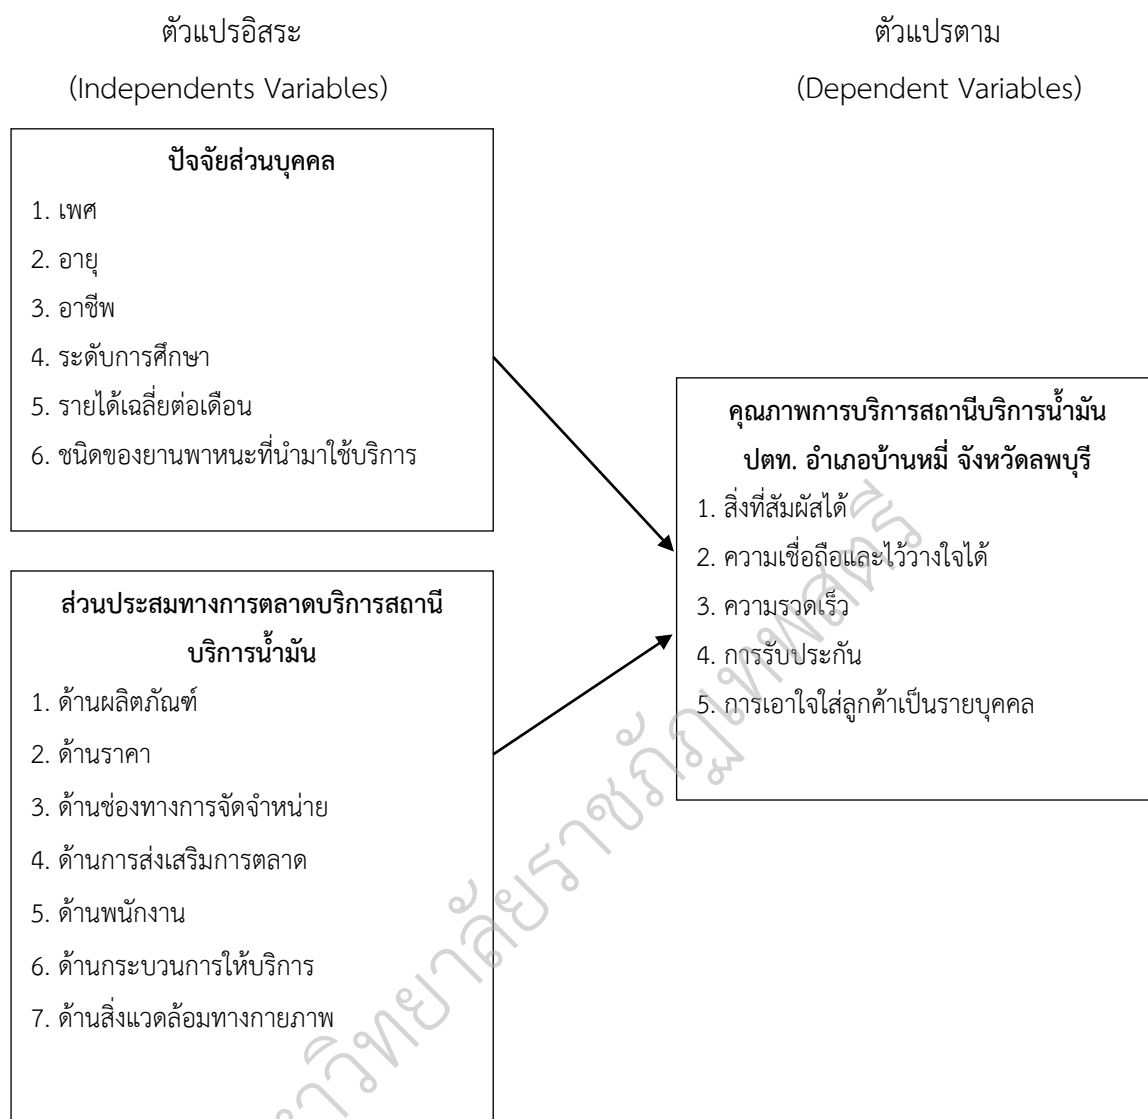 ตัวแปรอิสระ
(Independents Variables)
ตัวแปรตาม
(Dependent Variables)
ปัจจัยส่วนบุคคล
1. เพศ
2. อายุ
3. อาชีพ
4. ระดับการศึกษา
5. รายได้เฉลี่ยต่อเดือน
6. ชนิดของยานพาหนะที่นำมาใช้บริการ
ส่วนประสมทางการตลาดบริการสถานี
บริการน้ำมัน
1. ด้านผลิตภัณฑ์
2. ด้านราคา
3. ด้านช่องทางการจัดจำหน่าย
4. ด้านการส่งเสริมการตลาด
5. ด้านพนักงาน
6. ด้านกระบวนการให้บริการ
7. ด้านสิ่งแวดล้อมทางกายภาพ
คุณภาพการบริการสถานีบริการน้ำมัน
ปตท. อำเภอบ้านหมี่ จังหวัดลพบุรี
1. สิ่งที่สัมผัสได้
2. ความเชื่อถือและไว้วางใจได้
3. ความรวดเร็ว
4. การรับประกัน
5. การเอาใจใส่ลูกค้าเป็นรายบุคคล
วิทยาลัยราชภัฏเทพสตรี